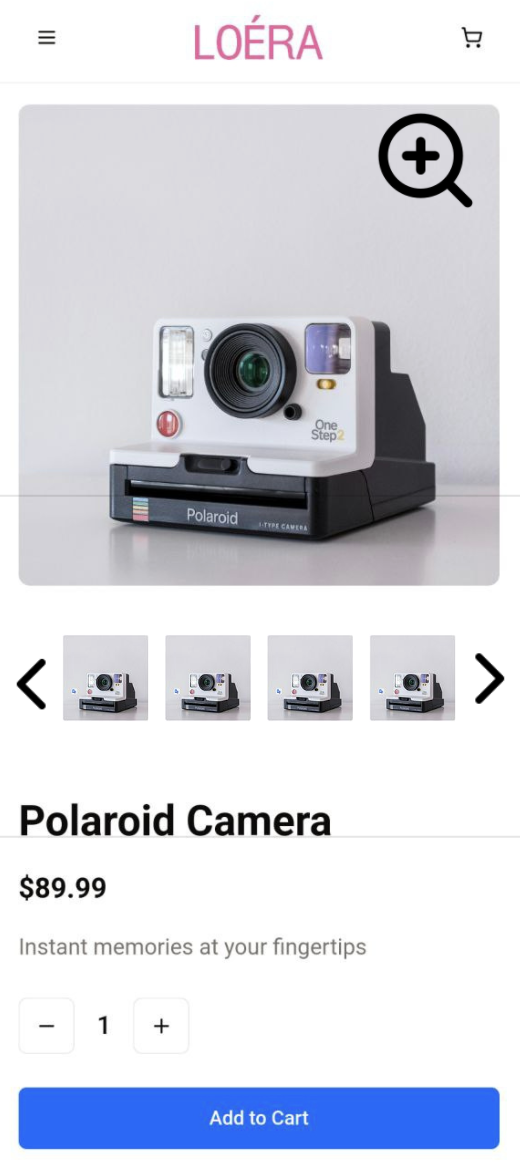 LOÉRA
One
Step2
Polaroid
I-TYPE CAMERA
Polaroid Camera
$89.99
Instant memories at your fingertips
− 1 +
Add to Cart